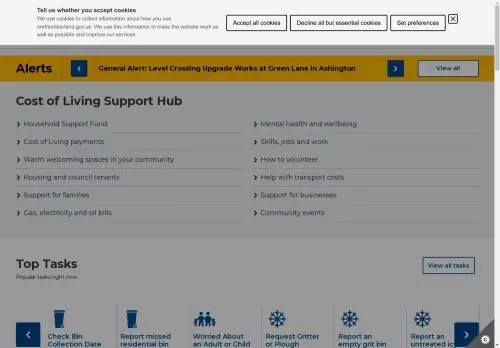 Tell us whether you accept cookies
We use cookies to collect information about how you use
northumberland.gov.uk. We use this information to make the website work as
well as possible and improve our services.
Accept all cookies
Decline all but essential cookies
Set preferences
Alerts
General Alert: Level Crossing Upgrade Works at Green Lane in Ashington
View all
Cost of Living Support Hub
Household Support Fund
Mental health and wellbeing
Cost of Living payments
Skills, jobs and work
Warm welcoming spaces in your community
How to volunteer
Housing and council tenants
Help with transport costs
Support for families
Support for businesses
Gas, electricity and oil bills
Community events
Top Tasks
View all tasks
Popular tasks right now
Check Bin
Collection Date
Report missed
residential bin
Worried About
an Adult or Child
Request Gritter
or Plough
Report an
empty grit bin
Report an
untreated ic